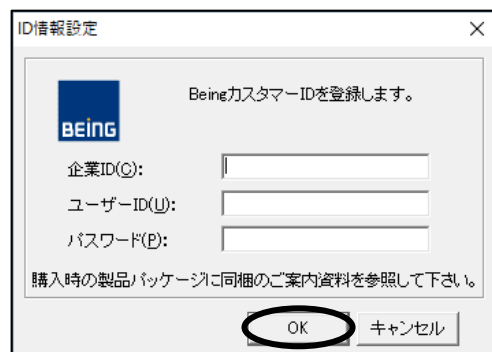 ID情報設定
BeingカスタマーIDを登録します。
BEING
企業ID(C):
ユーザーID(U):
パスワード(P):
購入時の製品パッケージに同梱のご案内資料を参照して下さい。
OK キャンセル